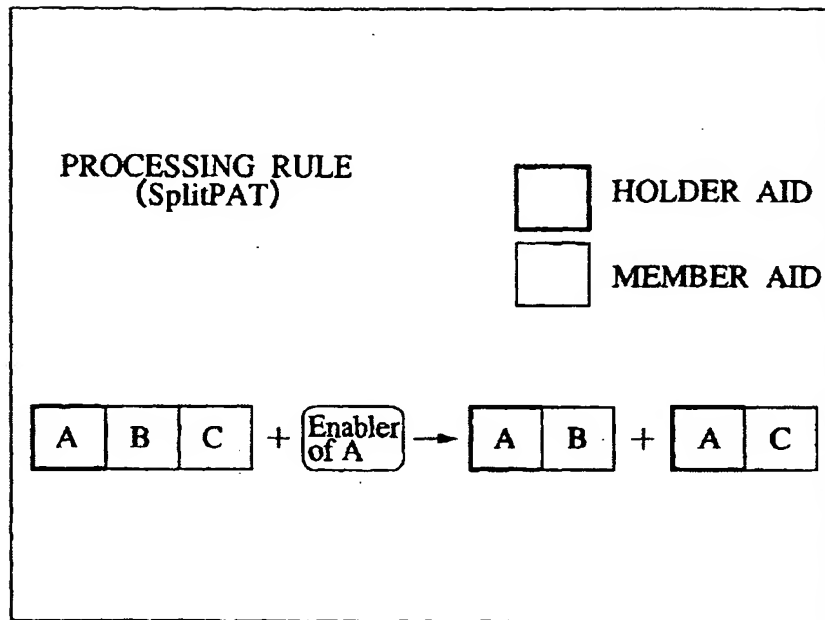 PROCESSING RULE
(SplitPAT)
HOLDER AID
MEMBER AID
A B C + Enabler of A → A B + A C